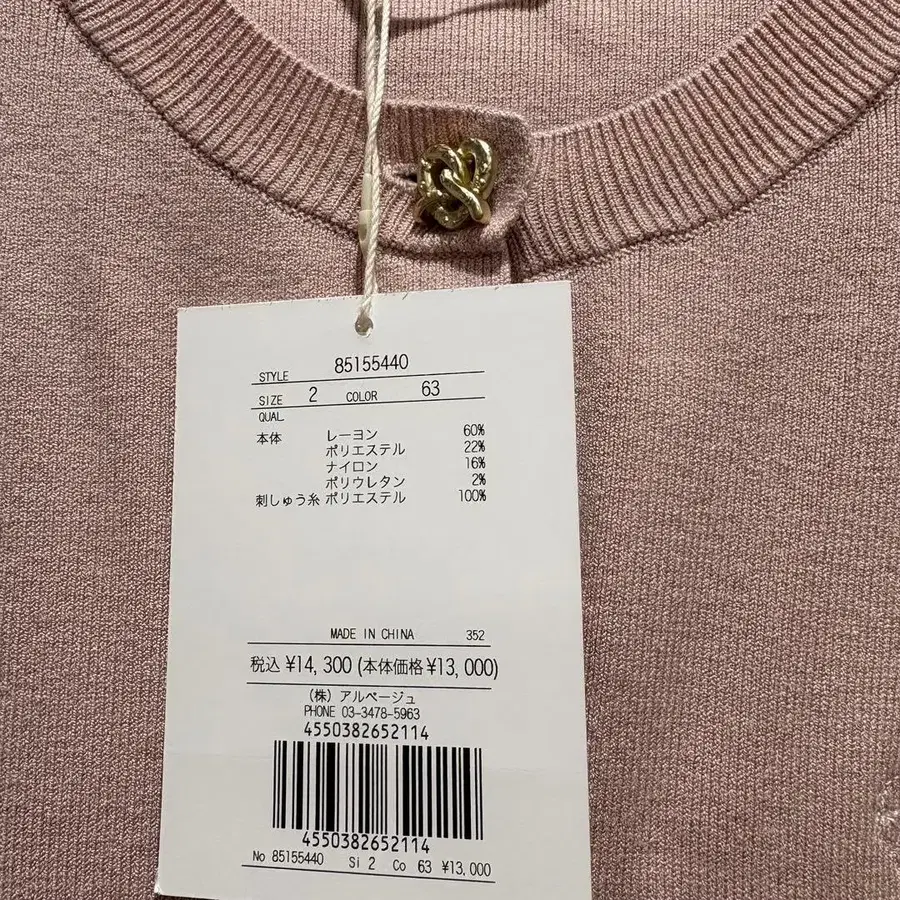 STYLE 85155440
SIZE 2 COLOR 63
QUAL
本体 レーヨン 60%
ポリエステル 22%
ナイロン 16%
ポリウレタン 2%
刺しゅう糸 ポリエステル 100%
MADE IN CHINA 352
税込 ¥14,300 (本体価格 ¥13,000)
(株) アルページュ
PHONE 03-3478-5963
4550382652114
4550382652114
No 85155440 Si 2 Co 63 ¥13,000